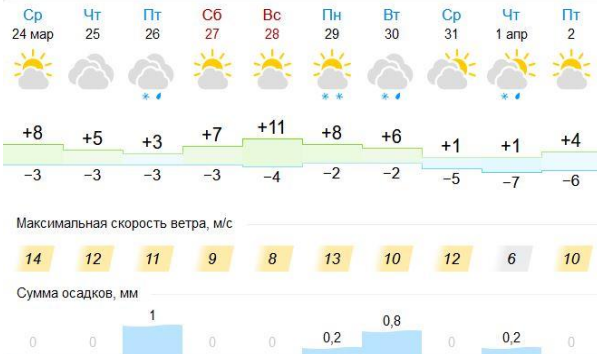 Ср Чт Пт Сб Вс Пн Вт Ср Чт Пт
24 мар 25 26 27 28 29 30 31 1 апр 2
+8 +5 +3 +7 +11 +8 +6 +1 +1 +4
−3 −3 −3 −3 −4 −2 −2 −5 −7 −6
Максимальная скорость ветра, м/с
14 12 11 9 8 13 10 12 6 10
Сумма осадков, мм
0 0 1 0 0 0,2 0,8 0 0,2 0